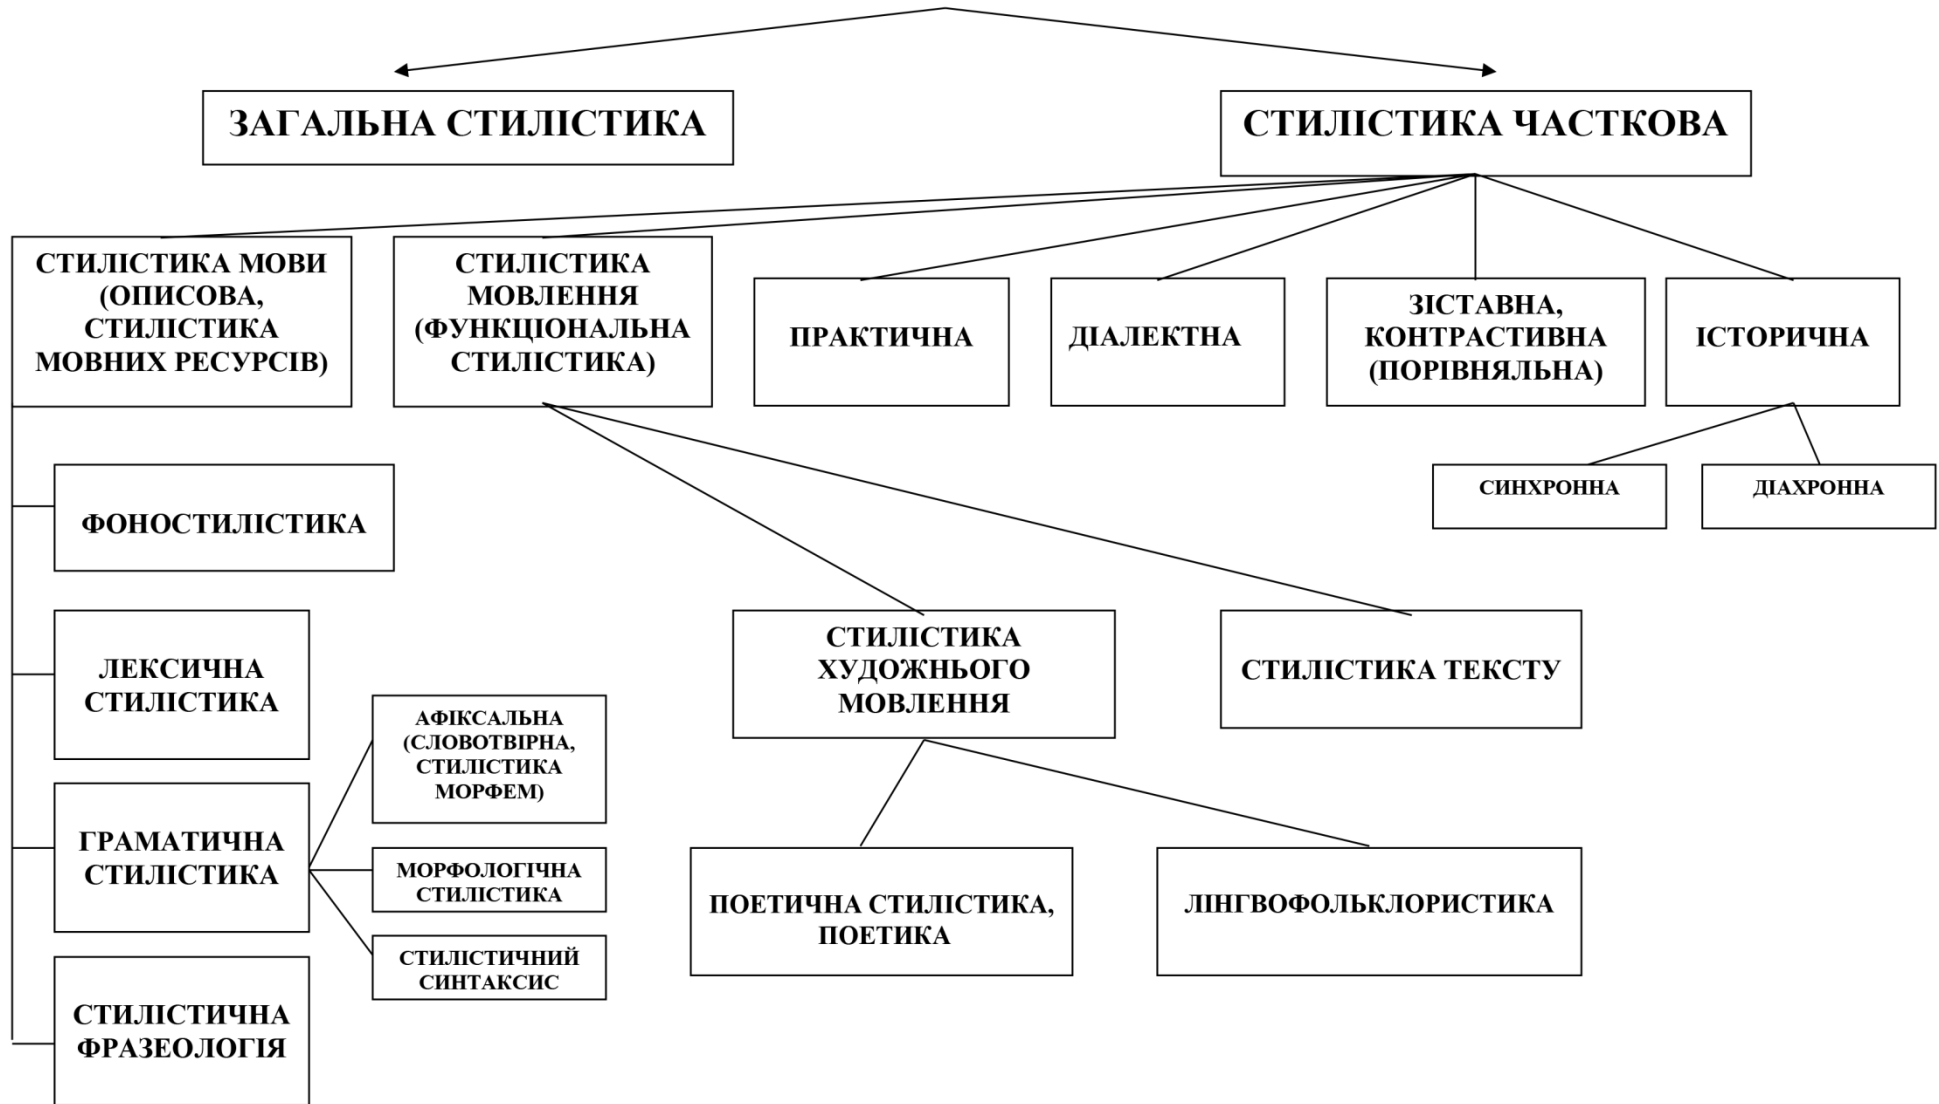 ЗАГАЛЬНА СТИЛІСТИКА
СТИЛІСТИКА ЧАСТКОВА
СТИЛІСТИКА МОВИ
(ОПИСОВА,
СТИЛІСТИКА
МОВНИХ РЕСУРСІВ)
СТИЛІСТИКА
МОВЛЕННЯ
(ФУНКЦІОНАЛЬНА
СТИЛІСТИКА)
ПРАКТИЧНА
ДІАЛЕКТНА
ЗІСТАВНА,
КОНТРАСТИВНА
(ПОРІВНЯЛЬНА)
ІСТОРИЧНА
СИНХРОННА
ДІАХРОННА
ФОНОСТИЛІСТИКА
ЛЕКСИЧНА
СТИЛІСТИКА
ГРАМАТИЧНА
СТИЛІСТИКА
СТИЛІСТИЧНА
ФРАЗЕОЛОГІЯ
АФІКСАЛЬНА
(СЛОВОТВІРНА,
СТИЛІСТИКА
МОРФЕМ)
МОРФОЛОГІЧНА
СТИЛІСТИКА
СТИЛІСТИЧНИЙ
СИНТАКСИС
СТИЛІСТИКА
ХУДОЖНЬОГО
МОВЛЕННЯ
СТИЛІСТИКА ТЕКСТУ
ПОЕТИЧНА СТИЛІСТИКА,
ПОЕТИКА
ЛІНГВОФОЛЬКЛОРИСТИКА